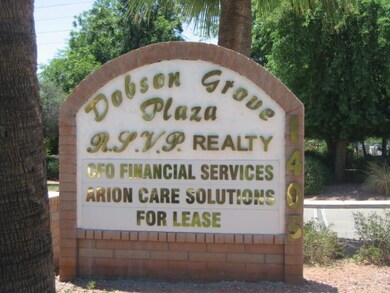 Dobson Grove
Plaza
R.S.V.P. REALTY
CFO FINANCIAL SERVICES
ARION CARE SOLUTIONS
FOR LEASE